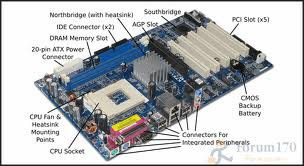 Southbridge
Northbridge (with heatsink)
AGP Slot
PCI Slot (x5)
IDE Connector (x2)
DRAM Memory Slot
20-pin ATX Power
Connector
CPU Fan &
Heatsink
Mounting
Points
CPU Socket
Connectors For
Integrated Peripherals
CMOS
Backup
Battery
Forum170